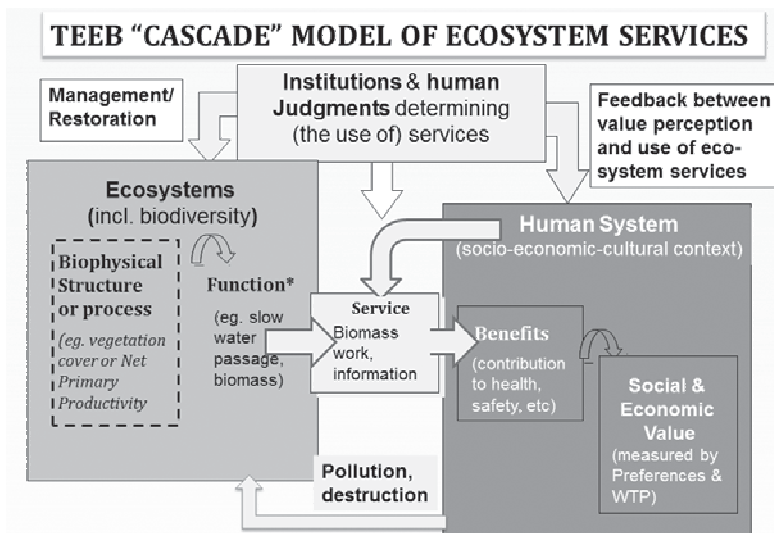 TEEB “CASCADE” MODEL OF ECOSYSTEM SERVICES
Management/
Restoration
Institutions & human
Judgments determining
(the use of) services
Feedback between
value perception
and use of eco-
system services
Ecosystems
(incl. biodiversity)
Biophysical
Structure
or process
(eg. vegetation
cover or Net
Primary
Productivity
Function*
(eg. slow
water
passage,
biomass)
Service
Biomass
work,
information
Human System
(socio-economic-cultural context)
Benefits
(contribution
to health,
safety, etc)
Social &
Economic
Value
(measured by
Preferences &
WTP)
Pollution,
destruction